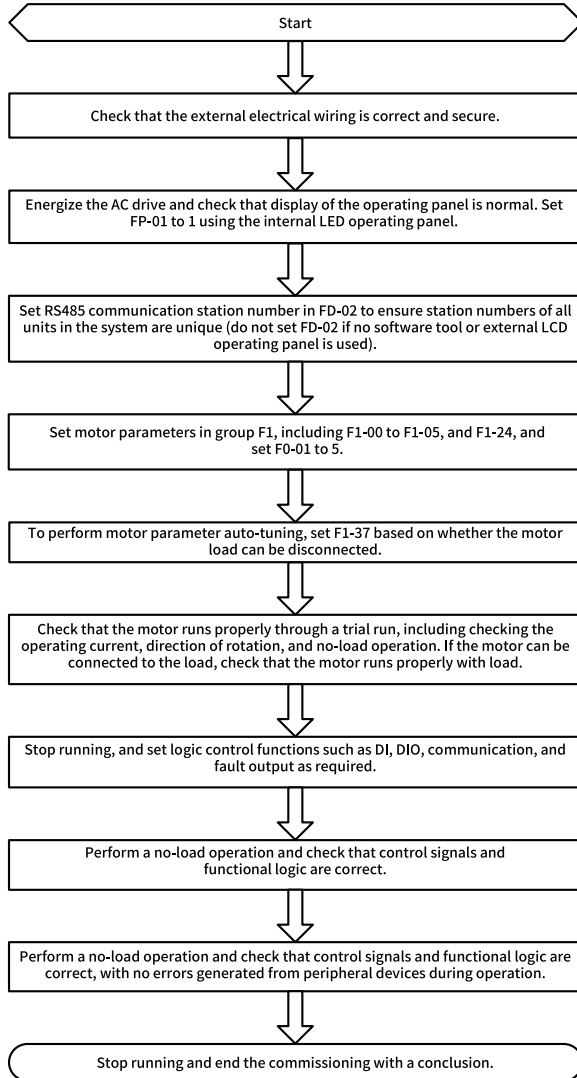 Start
Check that the external electrical wiring is correct and secure.
Energize the AC drive and check that display of the operating panel is normal. Set
FP-01 to 1 using the internal LED operating panel.
Set RS485 communication station number in FD-02 to ensure station numbers of all
units in the system are unique (do not set FD-02 if no software tool or external LCD
operating panel is used).
Set motor parameters in group F1, including F1-00 to F1-05, and F1-24, and
set F0-01 to 5.
To perform motor parameter auto-tuning, set F1-37 based on whether the motor
load can be disconnected.
Check that the motor runs properly through a trial run, including checking the
operating current, direction of rotation, and no-load operation. If the motor can be
connected to the load, check that the motor runs properly with load.
Stop running, and set logic control functions such as DI, DIO, communication, and
fault output as required.
Perform a no-load operation and check that control signals and
functional logic are correct.
Perform a no-load operation and check that control signals and functional logic are
correct, with no errors generated from peripheral devices during operation.
Stop running and end the commissioning with a conclusion.